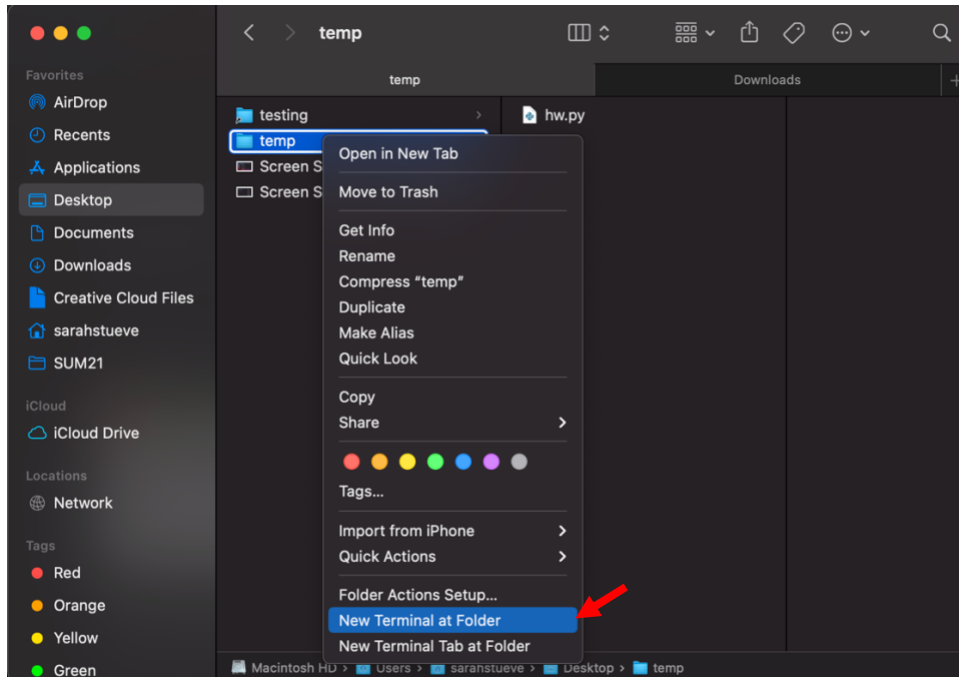 temp
temp
Downloads
Favorites
AirDrop
Recents
Applications
Desktop
Documents
Downloads
Creative Cloud Files
sarahstueve
SUM21
iCloud
iCloud Drive
Locations
Network
Tags
Red
Orange
Yellow
Green
testing
temp
Screen S
Screen S
hw.py
Open in New Tab
Move to Trash
Get Info
Rename
Compress “temp”
Duplicate
Make Alias
Quick Look
Copy
Share
Tags...
Import from iPhone
Quick Actions
Folder Actions Setup...
New Terminal at Folder
New Terminal Tab at Folder
Macintosh HD › Users › sarahstueve › Desktop › temp